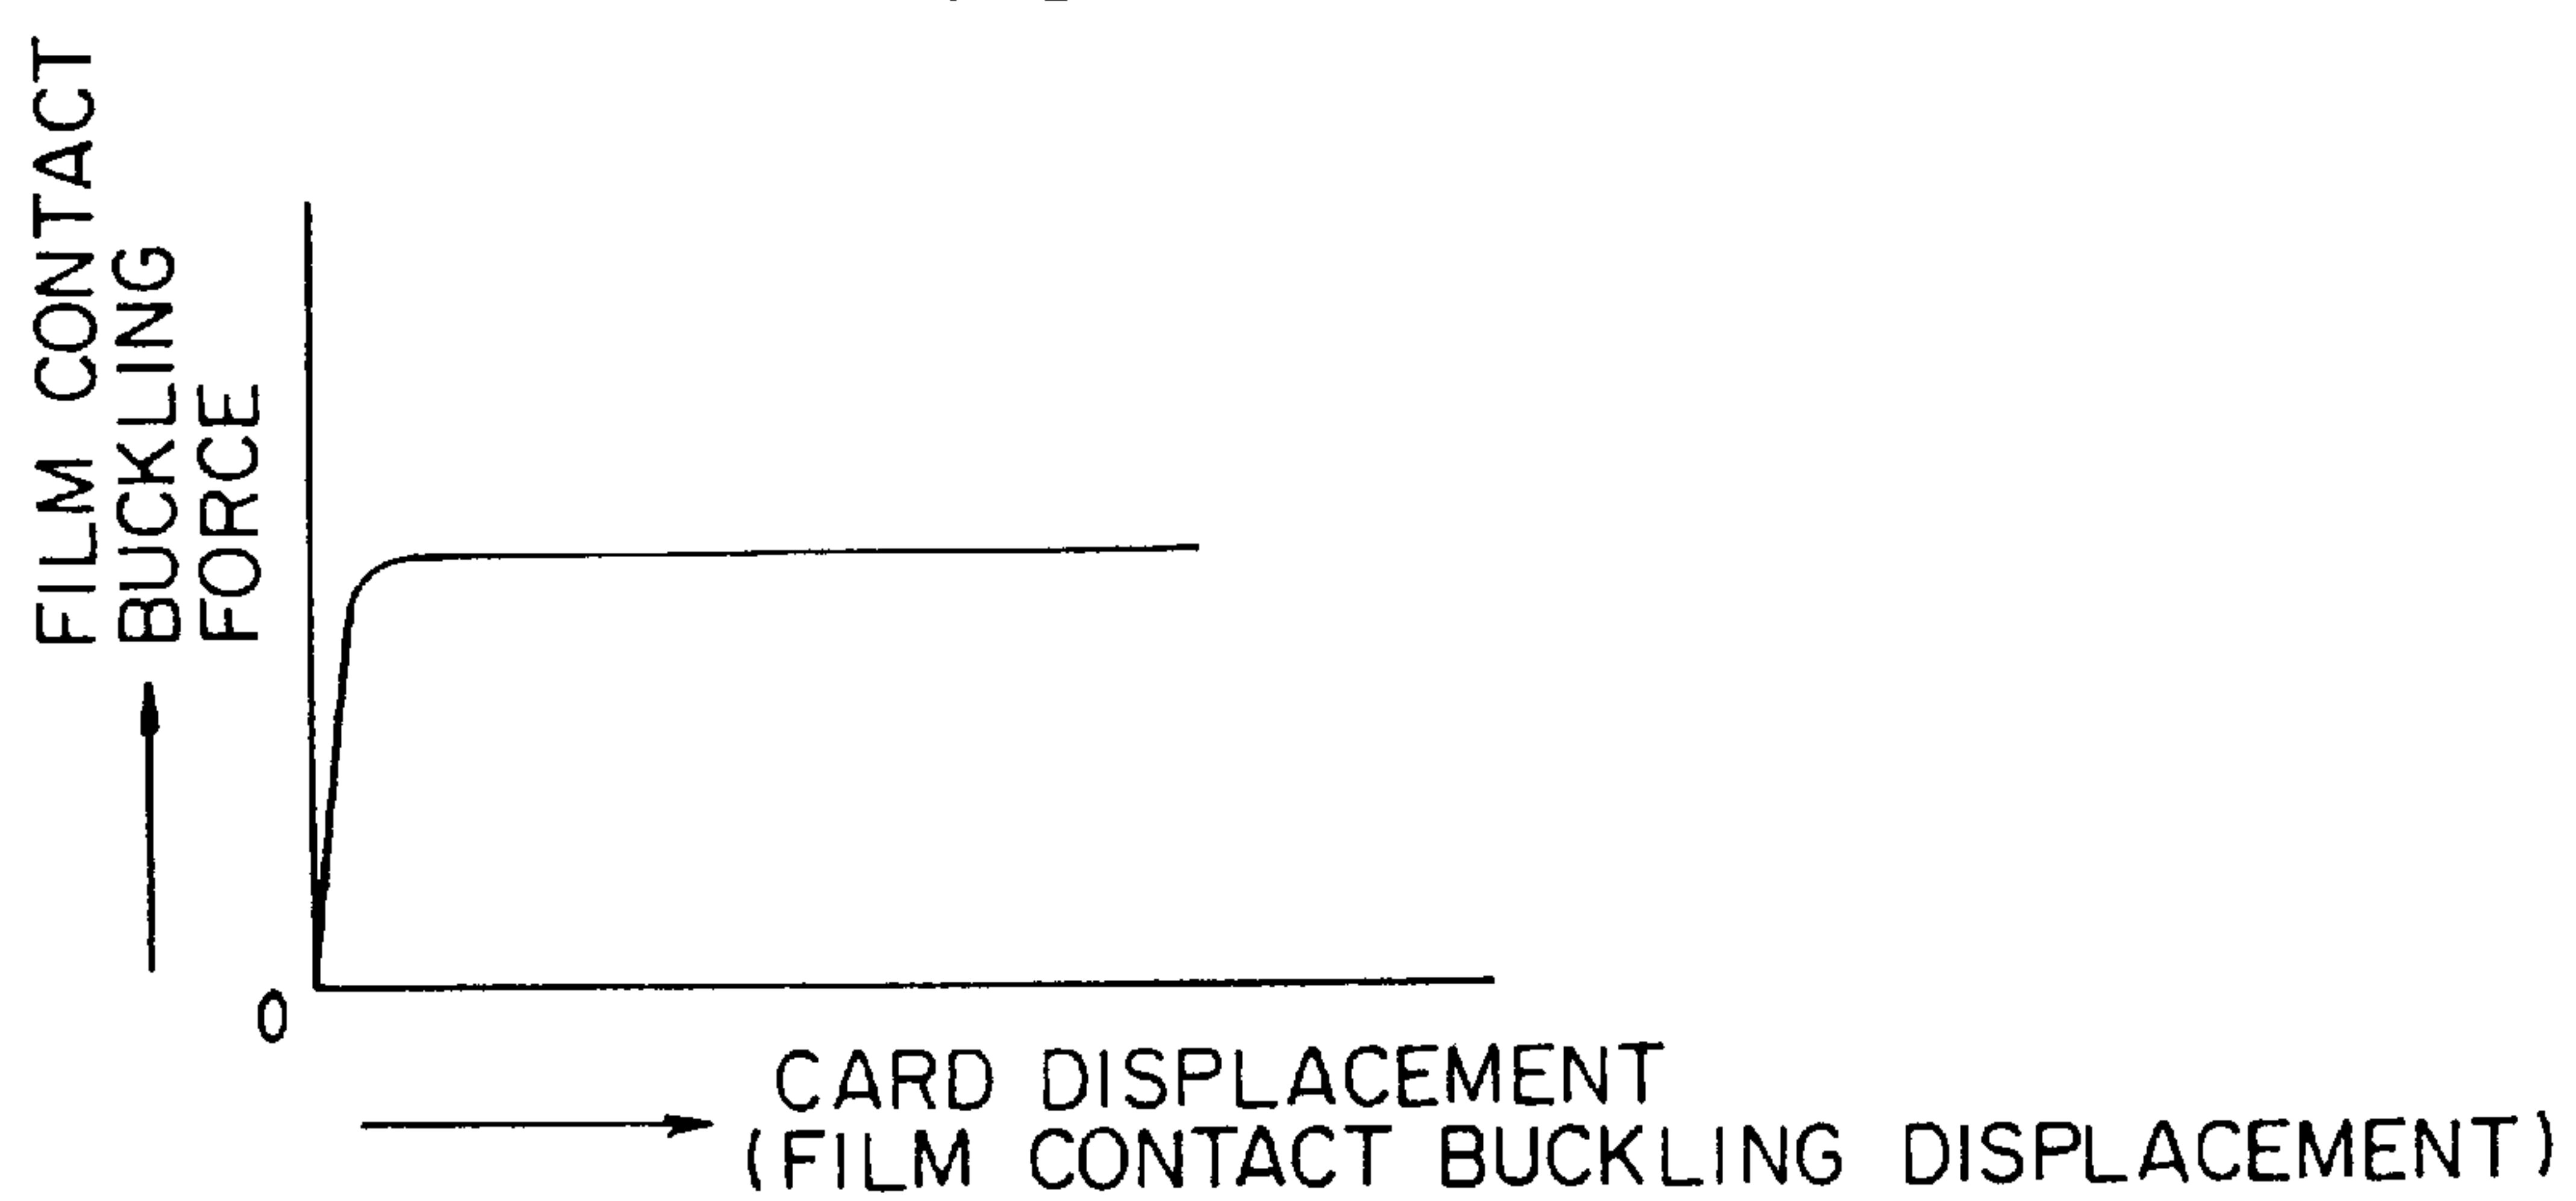 FILM CONTACT
BUCKLING
FORCE
0
CARD DISPLACEMENT
(FILM CONTACT BUCKLING DISPLACEMENT)